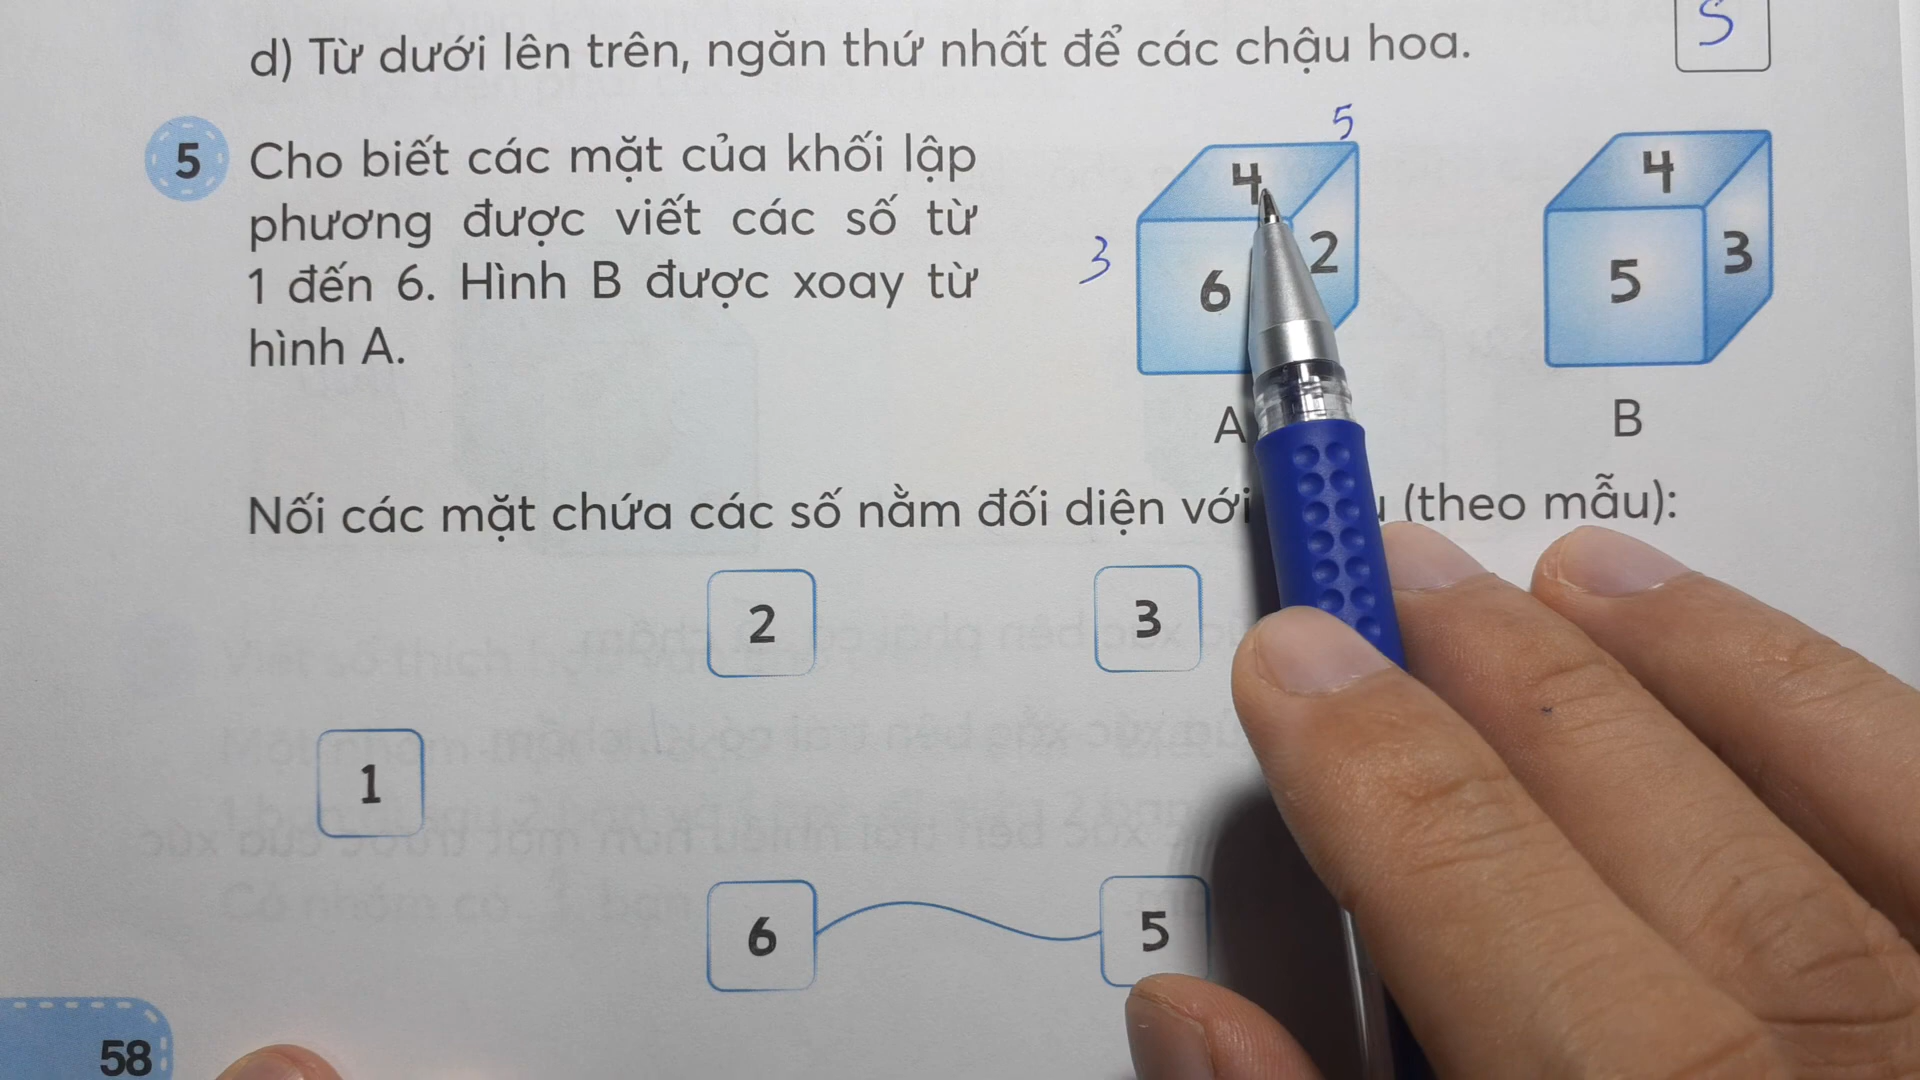 d) Từ dưới lên trên, ngăn thứ nhất để các chậu hoa.
S
5
Cho biết các mặt của khối lập
phương được viết các số từ
1 đến 6. Hình B được xoay từ
hình A.
5
3
4
6
2
A
4
5
3
B
Nối các mặt chứa các số nằm đối diện với (theo mẫu):
2
3
1
6
5
58